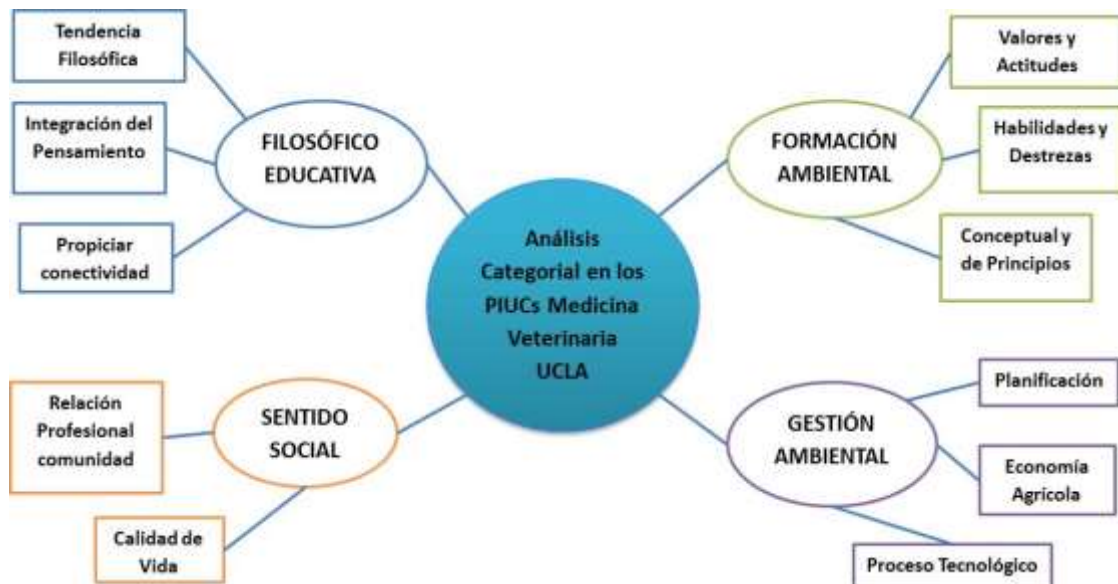 Tendencia
Filosófica
Integración del
Pensamiento
Propiciar
conectividad
FILOSÓFICO
EDUCATIVA
Análisis
Categorial en los
PIUCs Medicina
Veterinaria
UCLA
FORMACIÓN
AMBIENTAL
Valores y
Actitudes
Habilidades y
Destrezas
Conceptual y
de Principios
Relación
Profesional
comunidad
Calidad de
Vida
SENTIDO
SOCIAL
GESTIÓN
AMBIENTAL
Planificación
Economía
Agrícola
Proceso Tecnológico